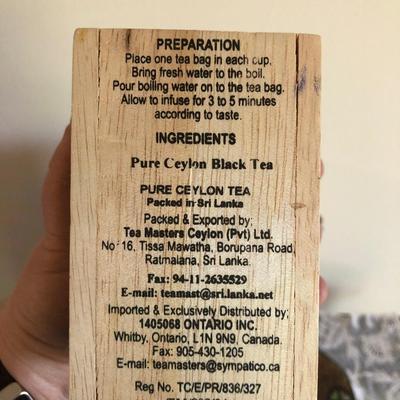 PREPARATION
Place one tea bag in each cup.
Bring fresh water to the boil.
Pour boiling water on to the tea bag.
Allow to infuse for 3 to 5 minutes
according to taste.
INGREDIENTS
Pure Ceylon Black Tea
PURE CEYLON TEA
Packed in Sri Lanka
Packed & Exported by:
Tea Masters Ceylon (Pvt) Ltd.
No 16, Tissa Mawatha, Borupana Road,
Ratmalana, Sri Lanka.
Fax: 94-11-2635529
E-mail: teamast@sri.lanka.net
Imported & Exclusively Distributed by:
1405068 ONTARIO INC.
Whitby, Ontario, L1N 9N9, Canada.
Fax: 905-430-1205
E-mail: teamasters@sympatico.ca
Reg No. TC/E/PR/836/327